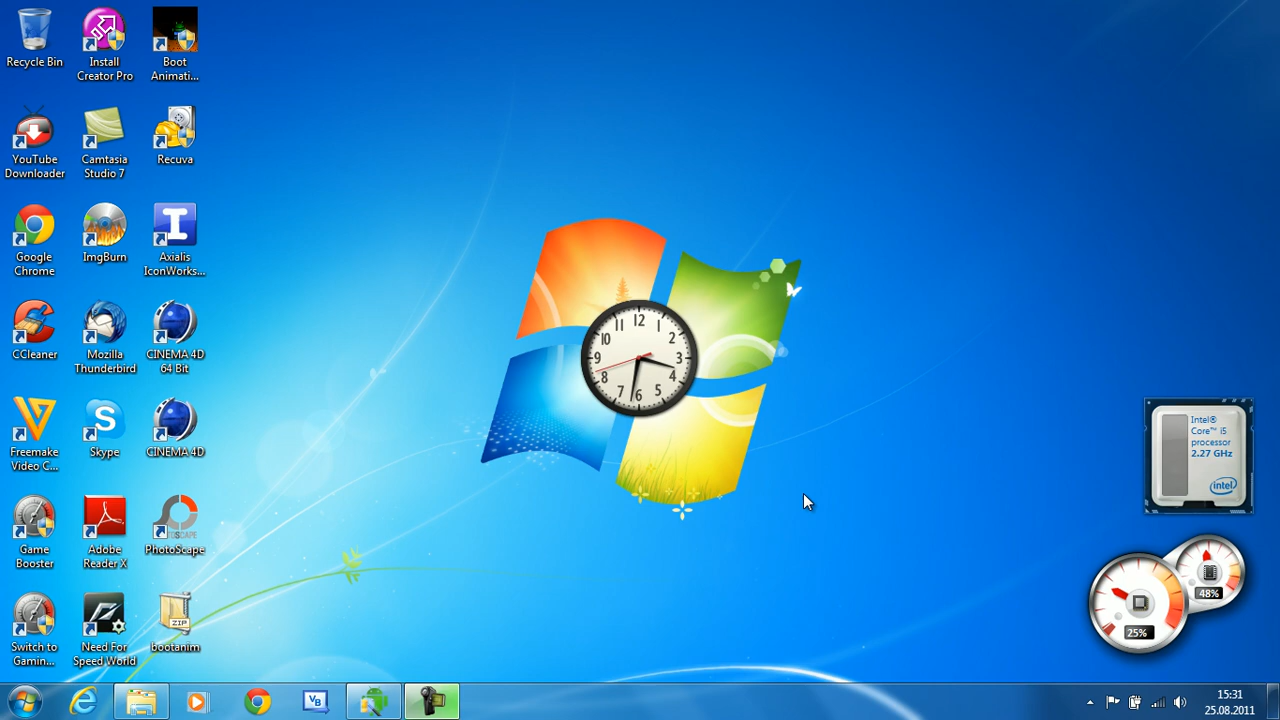 Recycle Bin
Install
Creator Pro
Boot
Animati...
YouTube
Downloader
Camtasia
Studio 7
Recuva
Google
Chrome
ImgBurn
Axialis
IconWorks...
CCleaner
Mozilla
Thunderbird
CINEMA 4D
64 Bit
Freemake
Video C...
Skype
CINEMA 4D
Game
Booster
Adobe
Reader X
TOSCAPE
PhotoScape
Switch to
Gamin...
Need For
Speed World
ZIP
bootanim
12
1
2
3
4
5
6
7
8
9
10
11
Intel®
Core™ i5
processor
2.27 GHz
intel
48%
25%
VB
15:31
25.08.2011